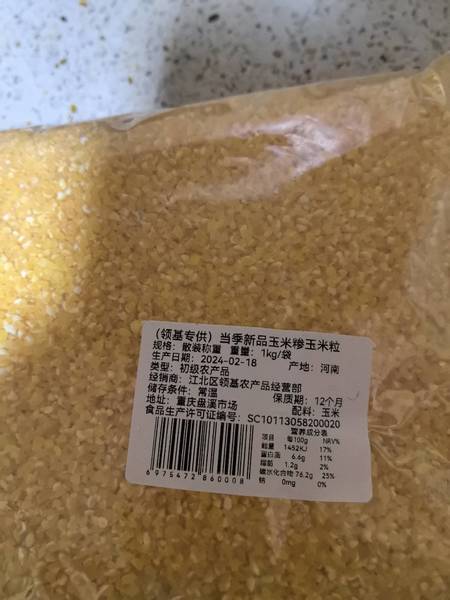 （领基专供）当季新品玉米糁玉米粒
规格：散装称重 重量：1kg/袋
生产日期：2024-02-18 产地：河南
类型：初级农产品
经销商：江北区领基农产品经营部
储存条件：常温 保质期：12个月
地址：重庆盘溪市场 配料：玉米
食品生产许可证编号：SC10113058200020
营养成分表
项目 每100g NRV%
能量 1452KJ 17%
蛋白质 6.6g 11%
脂肪 1.2g 2%
碳水化合物 76.2g 25%
钠 0mg 0%
6975472860008